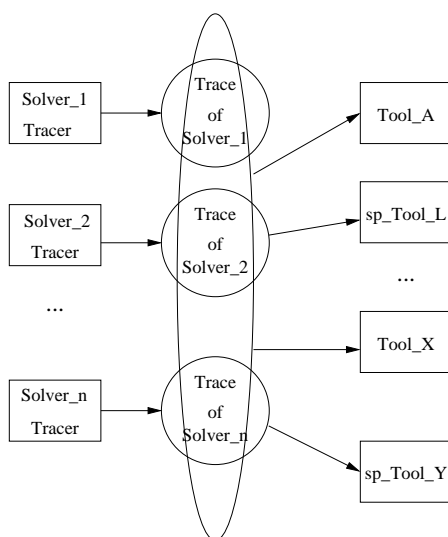 Solver_1
Tracer
Trace
of
Solver_1
Tool_A
Solver_2
Tracer
Trace
of
Solver_2
sp_Tool_L
...
...
Tool_X
Solver_n
Tracer
Trace
of
Solver_n
sp_Tool_Y